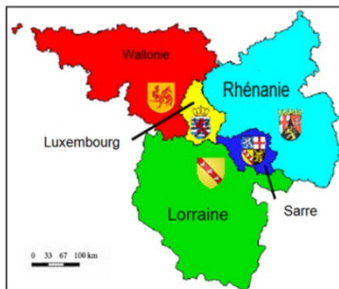 Wallonie
Rhénanie
Luxembourg
Lorraine
Sarre
0 33 67 100 km